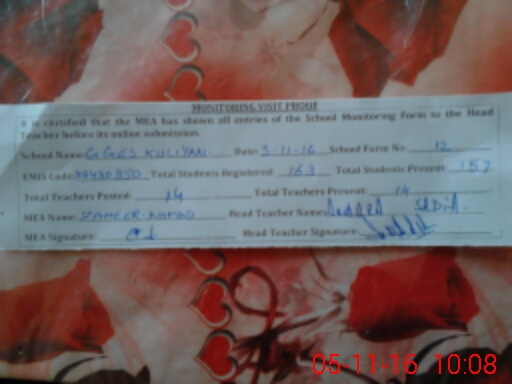 MONITORING VISIT PROOF
It is certified that the MEA has shown all entries of the School Monitoring Form to the Head
Teacher before its online submission.
School Name: GGES KULIYAN Date: 5-11-16 School Form No: 12
EMIS Code: Total Students Registered: 163 Total Students Present: 157
Total Teachers Posted: 14 Total Teachers Present: 14
MEA Name: Head Teacher Name: SADIA
MEA Signature: Head Teacher Signature:
05-11-16 10:08